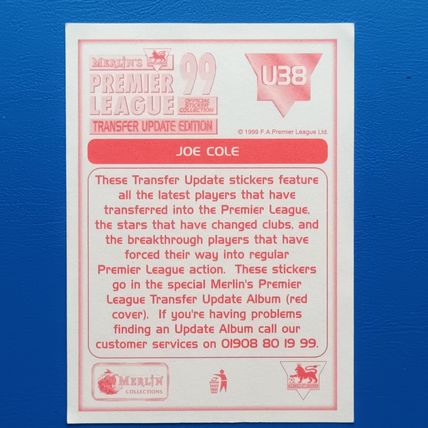 MERLIN'S
PREMIER
LEAGUE
99
OFFICIAL
STICKER
COLLECTION
TRANSFER UPDATE EDITION
U38
© 1999 F.A.Premier League Ltd.
JOE COLE
These Transfer Update stickers feature
all the latest players that have
transferred into the Premier League,
the stars that have changed clubs, and
the breakthrough players that have
forced their way into regular
Premier League action. These stickers
go in the special Merlin's Premier
League Transfer Update Album (red
cover). If you're having problems
finding an Update Album call our
customer services on 01908 80 19 99.
MERLIN
COLLECTIONS